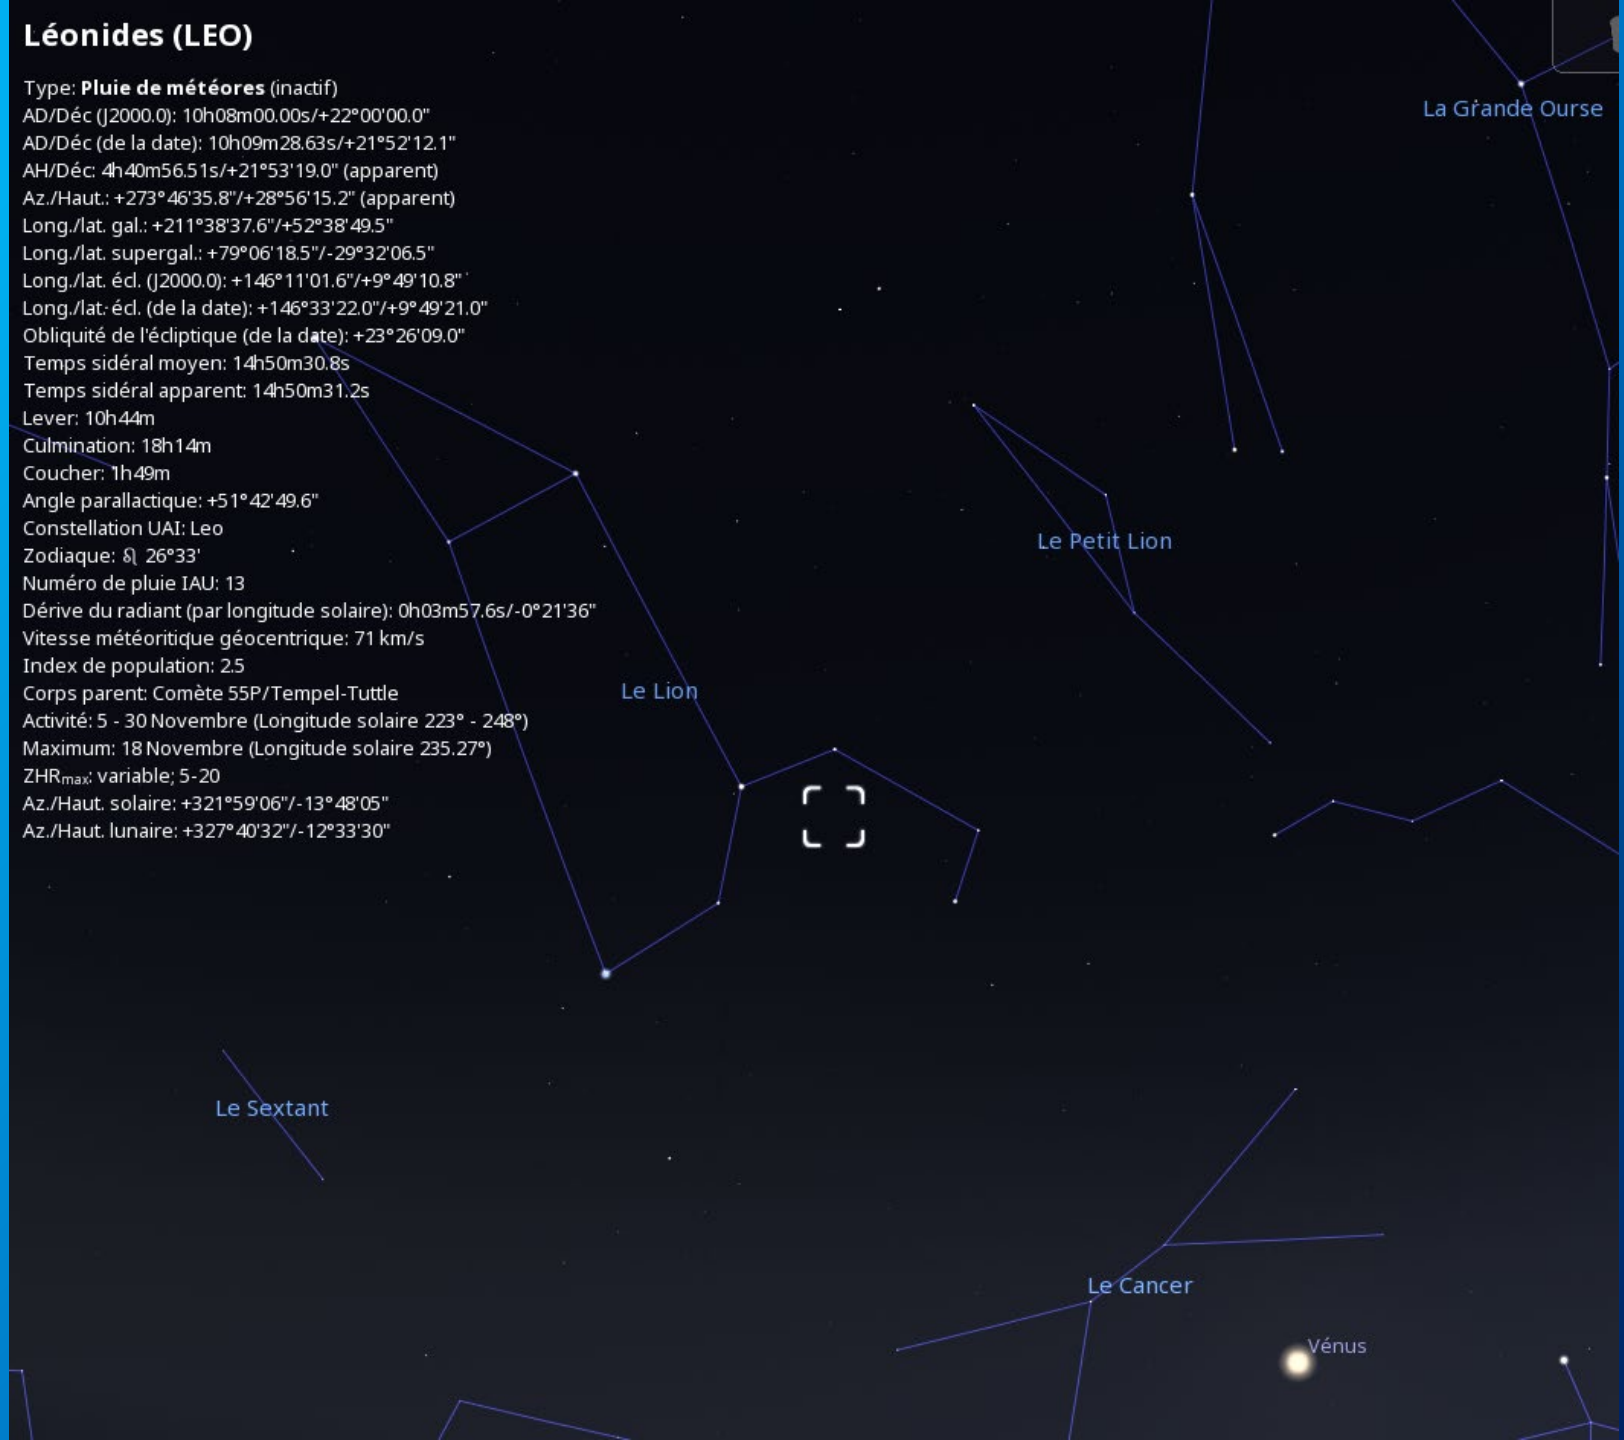 Léonides (LEO)
Type: Pluie de météores (inactif)
AD/Déc (J2000.0): 10h08m00.00s/+22°00'00.0"
AD/Déc (de la date): 10h09m28.63s/+21°52'12.1"
AH/Déc: 4h40m56.51s/+21°53'19.0" (apparent)
Az./Haut.: +273°46'35.8"/+28°56'15.2" (apparent)
Long./lat. gal.: +211°38'37.6"/+52°38'49.5"
Long./lat. supergal.: +79°06'18.5"/-29°32'06.5"
Long./lat. écl. (J2000.0): +146°11'01.6"/+9°49'10.8"
Long./lat. écl. (de la date): +146°33'22.0"/+9°49'21.0"
Obliquité de l'écliptique (de la date): +23°26'09.0"
Temps sidéral moyen: 14h50m30.8s
Temps sidéral apparent: 14h50m31.2s
Lever: 10h44m
Culmination: 18h14m
Coucher: 1h49m
Angle parallactique: +51°42'49.6"
Constellation UAI: Leo
Zodiaque: ♌ 26°33'
Numéro de pluie IAU: 13
Dérive du radiant (par longitude solaire): 0h03m57.6s/-0°21'36"
Vitesse météoritique géocentrique: 71 km/s
Index de population: 2.5
Corps parent: Comète 55P/Tempel-Tuttle
Activité: 5 - 30 Novembre (Longitude solaire 223° - 248°)
Maximum: 18 Novembre (Longitude solaire 235.27°)
ZHRmax: variable; 5-20
Az./Haut. solaire: +321°59'06"/-13°48'05"
Az./Haut. lunaire: +327°40'32"/-12°33'30"
La Grande Ourse
Le Petit Lion
Le Lion
Le Sextant
Le Cancer
Vénus